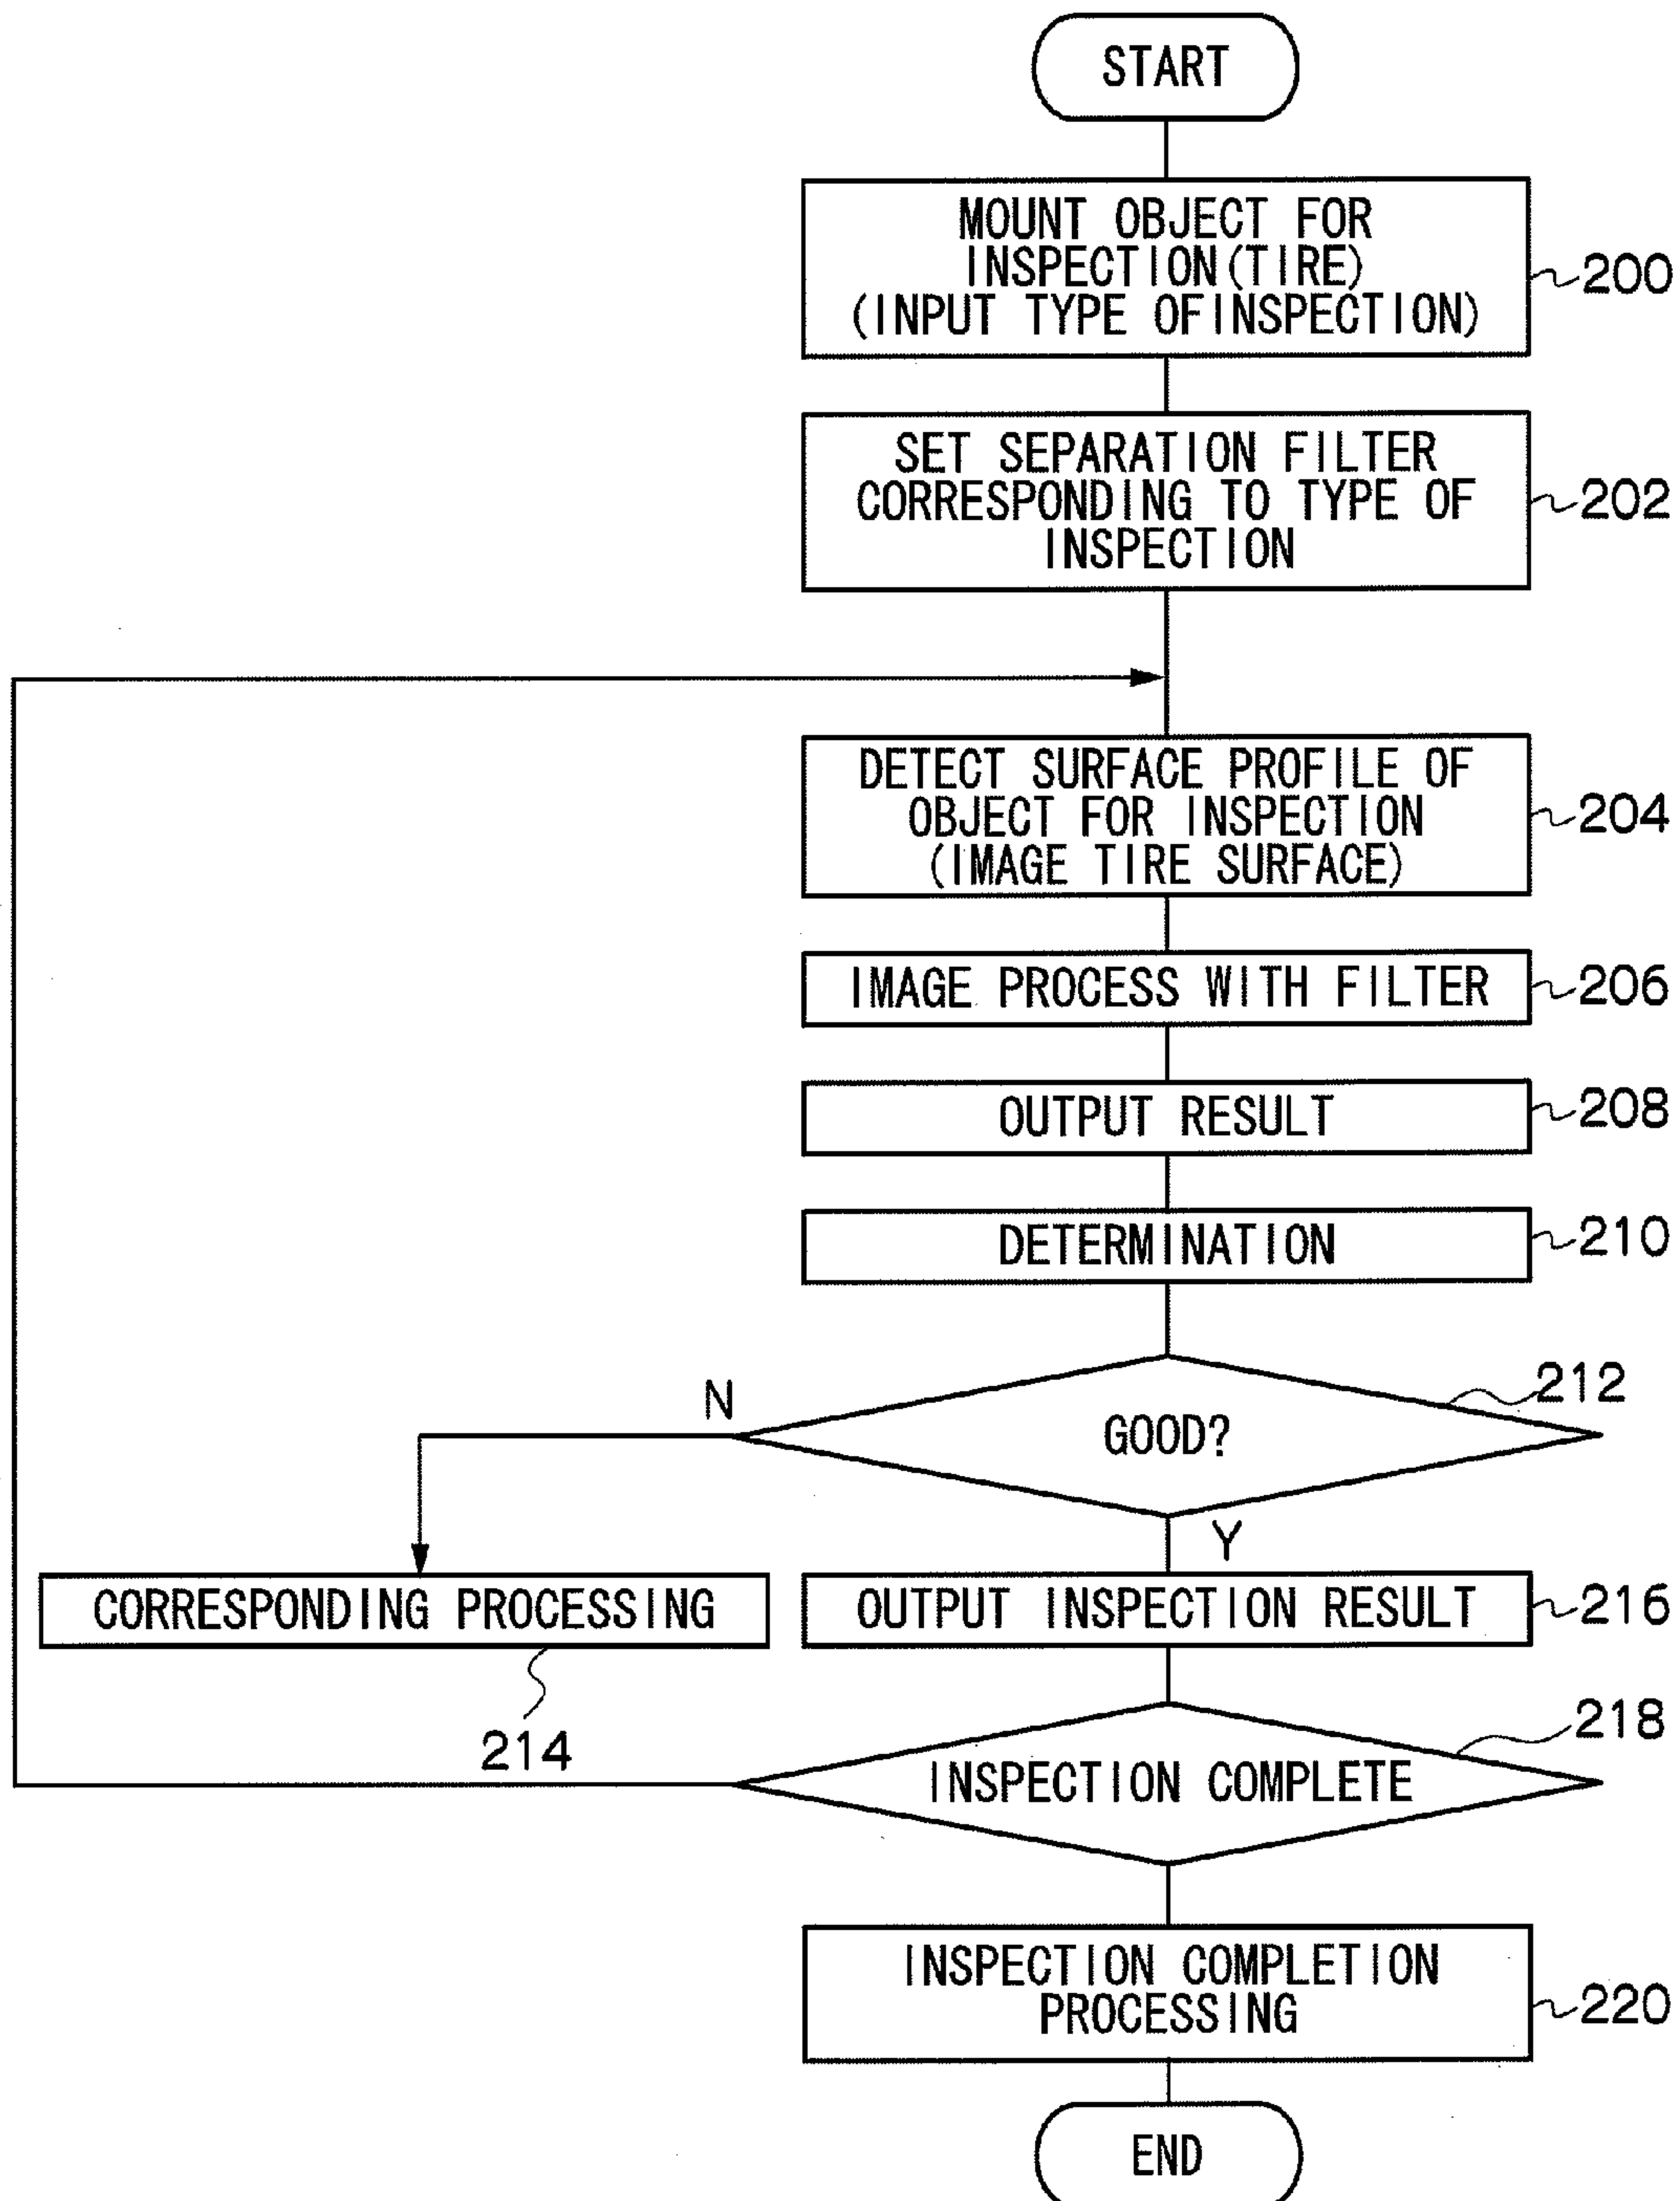 START
MOUNT OBJECT FOR
INSPECTION(TIRE)
(INPUT TYPE OFINSPECTION)
200
SET SEPARATION FILTER
CORRESPONDING TO TYPE OF
INSPECTION
202
DETECT SURFACE PROFILE OF
OBJECT FOR INSPECTION
(IMAGE TIRE SURFACE)
204
IMAGE PROCESS WITH FILTER
206
OUTPUT RESULT
208
DETERMINATION
210
N
GOOD?
212
Y
CORRESPONDING PROCESSING
214
OUTPUT INSPECTION RESULT
216
INSPECTION COMPLETE
218
INSPECTION COMPLETION
PROCESSING
220
END